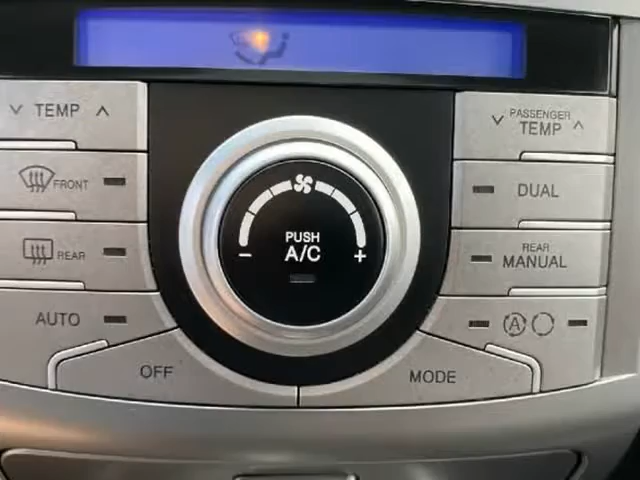 TEMP
PASSENGER
TEMP
FRONT
DUAL
REAR
PUSH
A/C
- +
REAR
MANUAL
AUTO
A
OFF
MODE